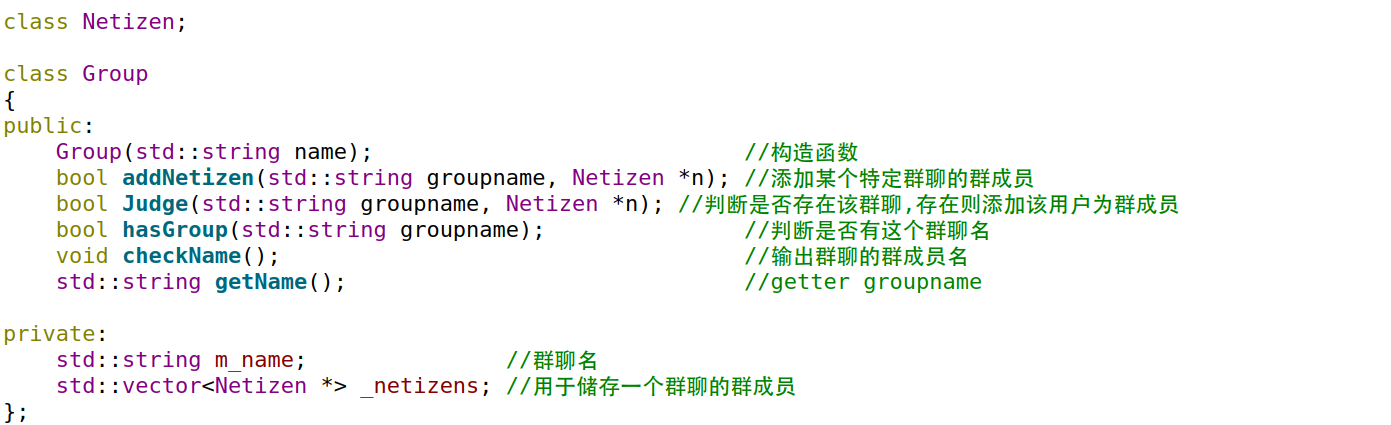 class Netizen;
class Group
{
public:
    Group(std::string name);                            //构造函数
    bool addNetizen(std::string groupname, Netizen *n); //添加某个特定群聊的群成员
    bool Judge(std::string groupname, Netizen *n); //判断是否存在该群聊,存在则添加该用户为群成员
    bool hasGroup(std::string groupname);               //判断是否有这个群聊名
    void checkName();                                   //输出群聊的群成员名
    std::string getName();                              //getter groupname
private:
    std::string m_name;               //群聊名
    std::vector<Netizen *> _netizens; //用于储存一个群聊的群成员
};